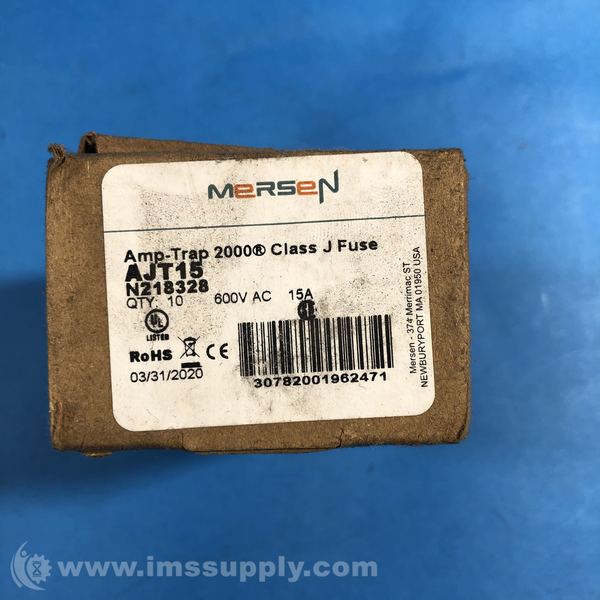 MERSEN
Amp-Trap 2000® Class J Fuse
AJT15
N218328
QTY. 10 600V AC 15A
UL
LISTED
RoHS CE
03/31/2020
30782001962471
Mersen - 374 Merrimac ST
NEWBURYPORT MA 01950 USA
www.imssupply.com